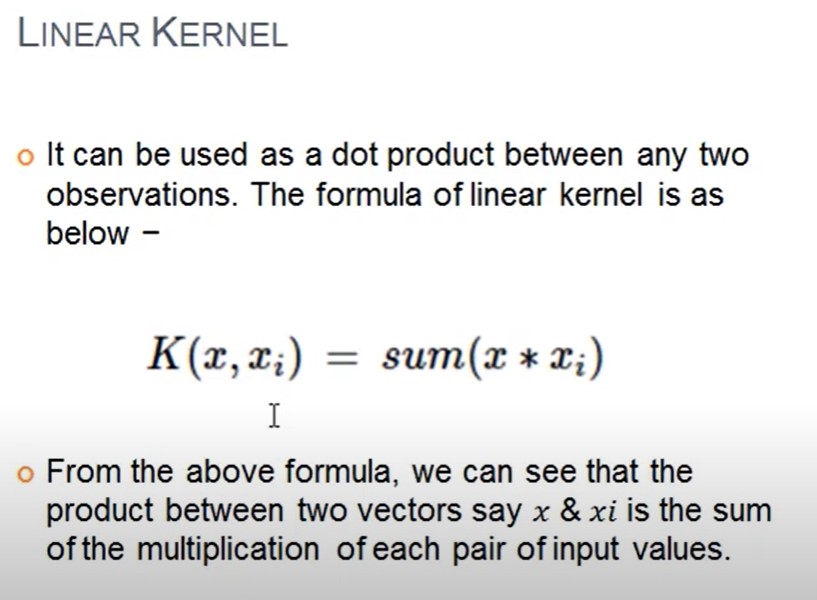 LINEAR KERNEL
It can be used as a dot product between any two
observations. The formula of linear kernel is as
below –
K(x, xᵢ) = sum(x ∗ xᵢ)
From the above formula, we can see that the
product between two vectors say x & xi is the sum
of the multiplication of each pair of input values.